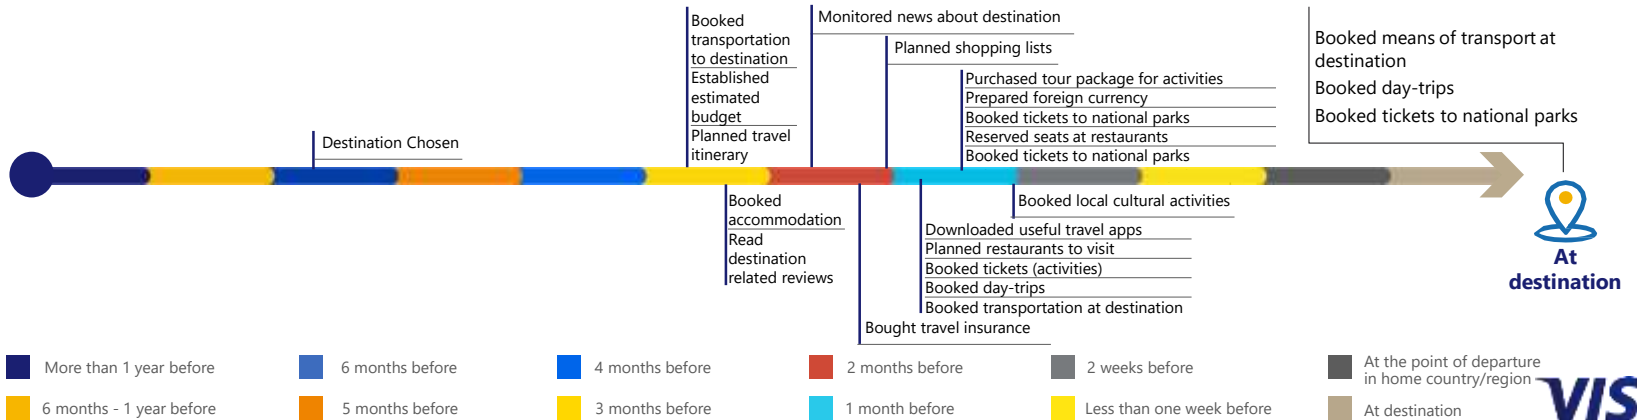 Booked
transportation
to destination
Established
estimated
budget
Planned travel
itinerary
Monitored news about destination
Planned shopping lists
Purchased tour package for activities
Prepared foreign currency
Booked tickets to national parks
Reserved seats at restaurants
Booked tickets to national parks
Booked means of transport at
destination
Booked day-trips
Booked tickets to national parks
Destination Chosen
Booked
accommodation
Read
destination
related reviews
Booked local cultural activities
Downloaded useful travel apps
Planned restaurants to visit
Booked tickets (activities)
Booked day-trips
Booked transportation at destination
Bought travel insurance
At
destination
More than 1 year before
6 months before
4 months before
2 months before
2 weeks before
At the point of departure
in home country/region
6 months - 1 year before
5 months before
3 months before
1 month before
Less than one week before
At destination
VIS